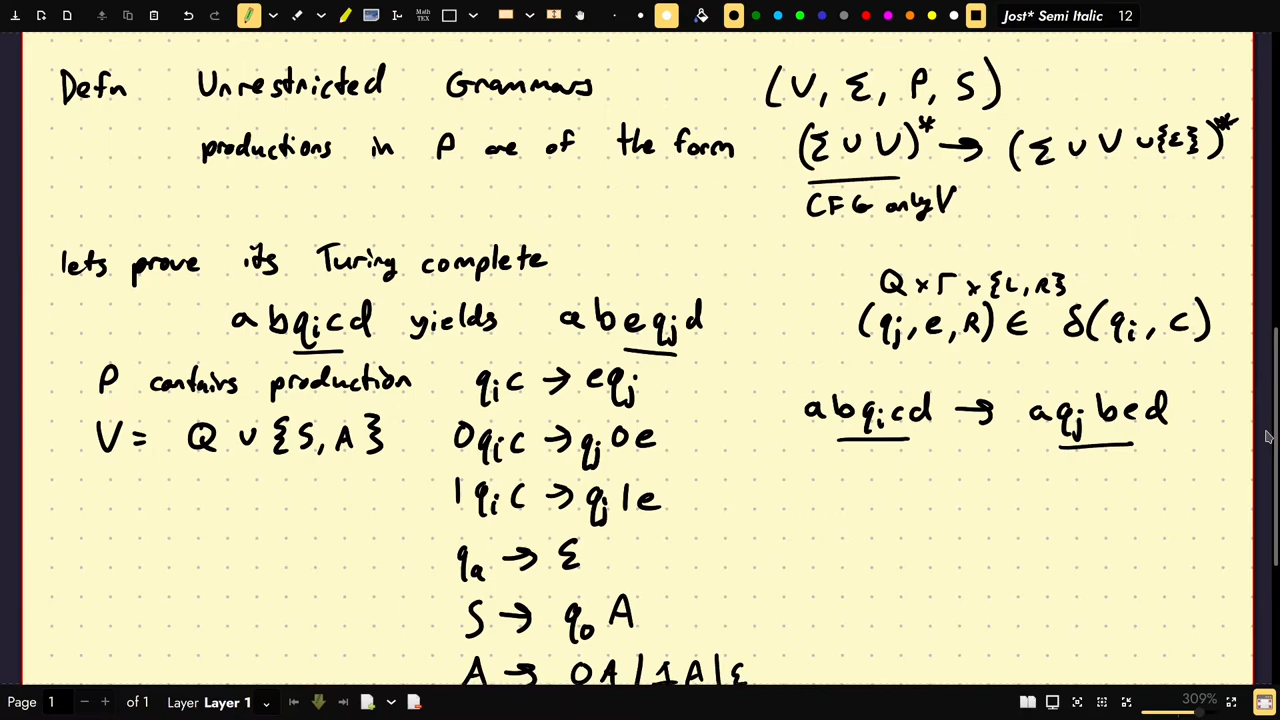 Math
TEX
Jost* Semi Italic 12
Defn Unrestricted Grammars (V, Σ, P, S)
productions in P are of the form (Σ ∪ V)* → (Σ ∪ V ∪ {ε})*
CFG only V
lets prove its Turing complete
Q × Γ × {L, R}
abqᵢcd yields abeqⱼd (qⱼ, e, R) ∈ δ(qᵢ, c)
P contains production qᵢc → eqⱼ
abqᵢcd → aqⱼbed
V = Q ∪ {S, A} 0qᵢc → qⱼ0e
1qᵢc → qⱼ1e
qₐ → ε
S → q₀A
A → 0A | 1A | ε
Page 1 of 1 Layer Layer 1 309%